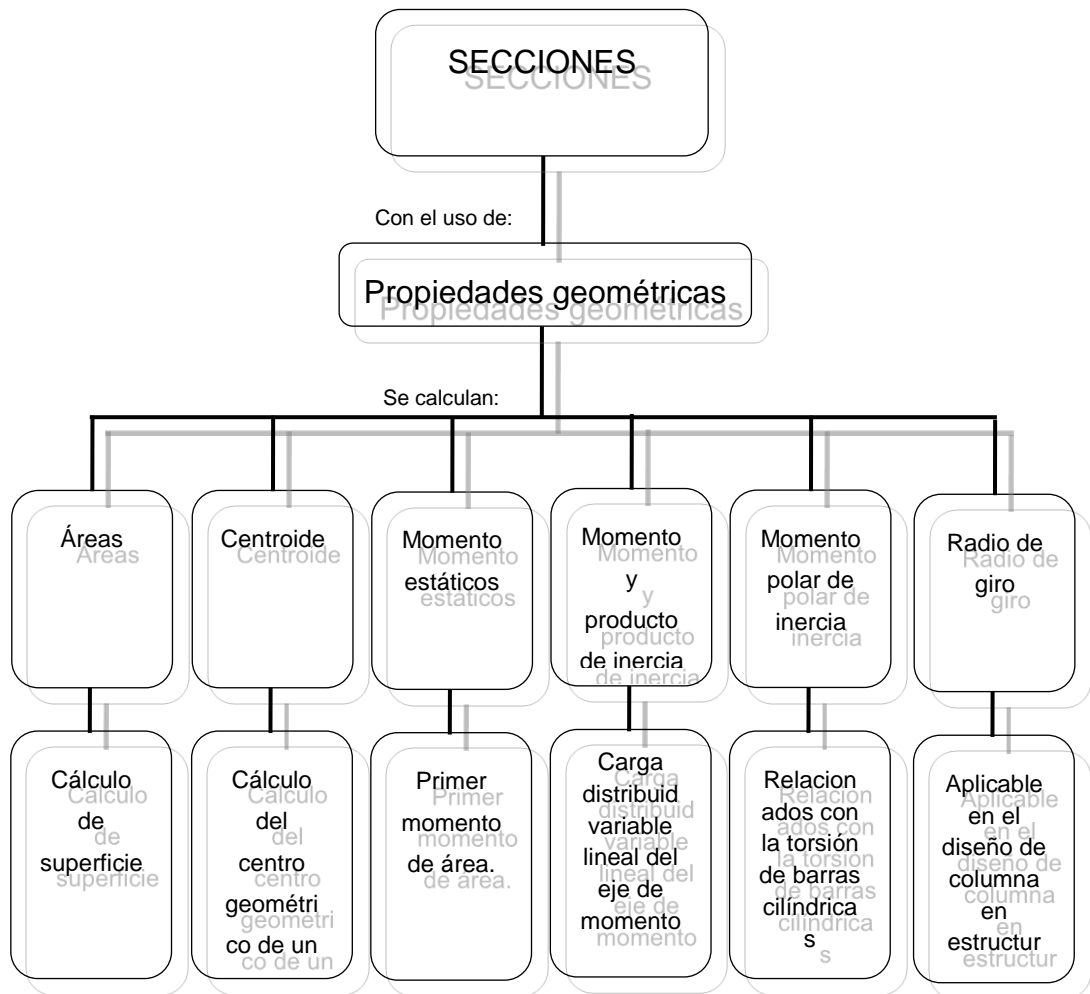 SECCIONES
Con el uso de:
Propiedades geométricas
Se calculan:
Áreas
Centroide
Momento
estáticos
Momento
y
producto
de inercia
Momento
polar de
inercia
Radio de
giro
Cálculo
de
superficie
Cálculo
del
centro
geométri
co de un
Primer
momento
de área.
Carga
distribuid
variable
lineal del
eje de
momento
Relacion
ados con
la torsión
de barras
cilíndrica
s
Aplicable
en el
diseño de
columna
en
estructur